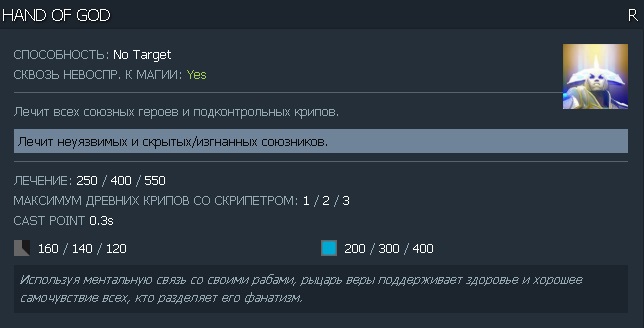 HAND OF GOD R
СПОСОБНОСТЬ: No Target
СКВОЗЬ НЕВОСПР. К МАГИИ: Yes
Лечит всех союзных героев и подконтрольных крипов.
Лечит неуязвимых и скрытых/изгнанных союзников.
ЛЕЧЕНИЕ: 250 / 400 / 550
МАКСИМУМ ДРЕВНИХ КРИПОВ СО СКРИПЕТРОМ: 1 / 2 / 3
CAST POINT 0.3s
160 / 140 / 120 200 / 300 / 400
Используя ментальную связь со своими рабами, рыцарь веры поддерживает здоровье и хорошее
самочувствие всех, кто разделяет его фанатизм.